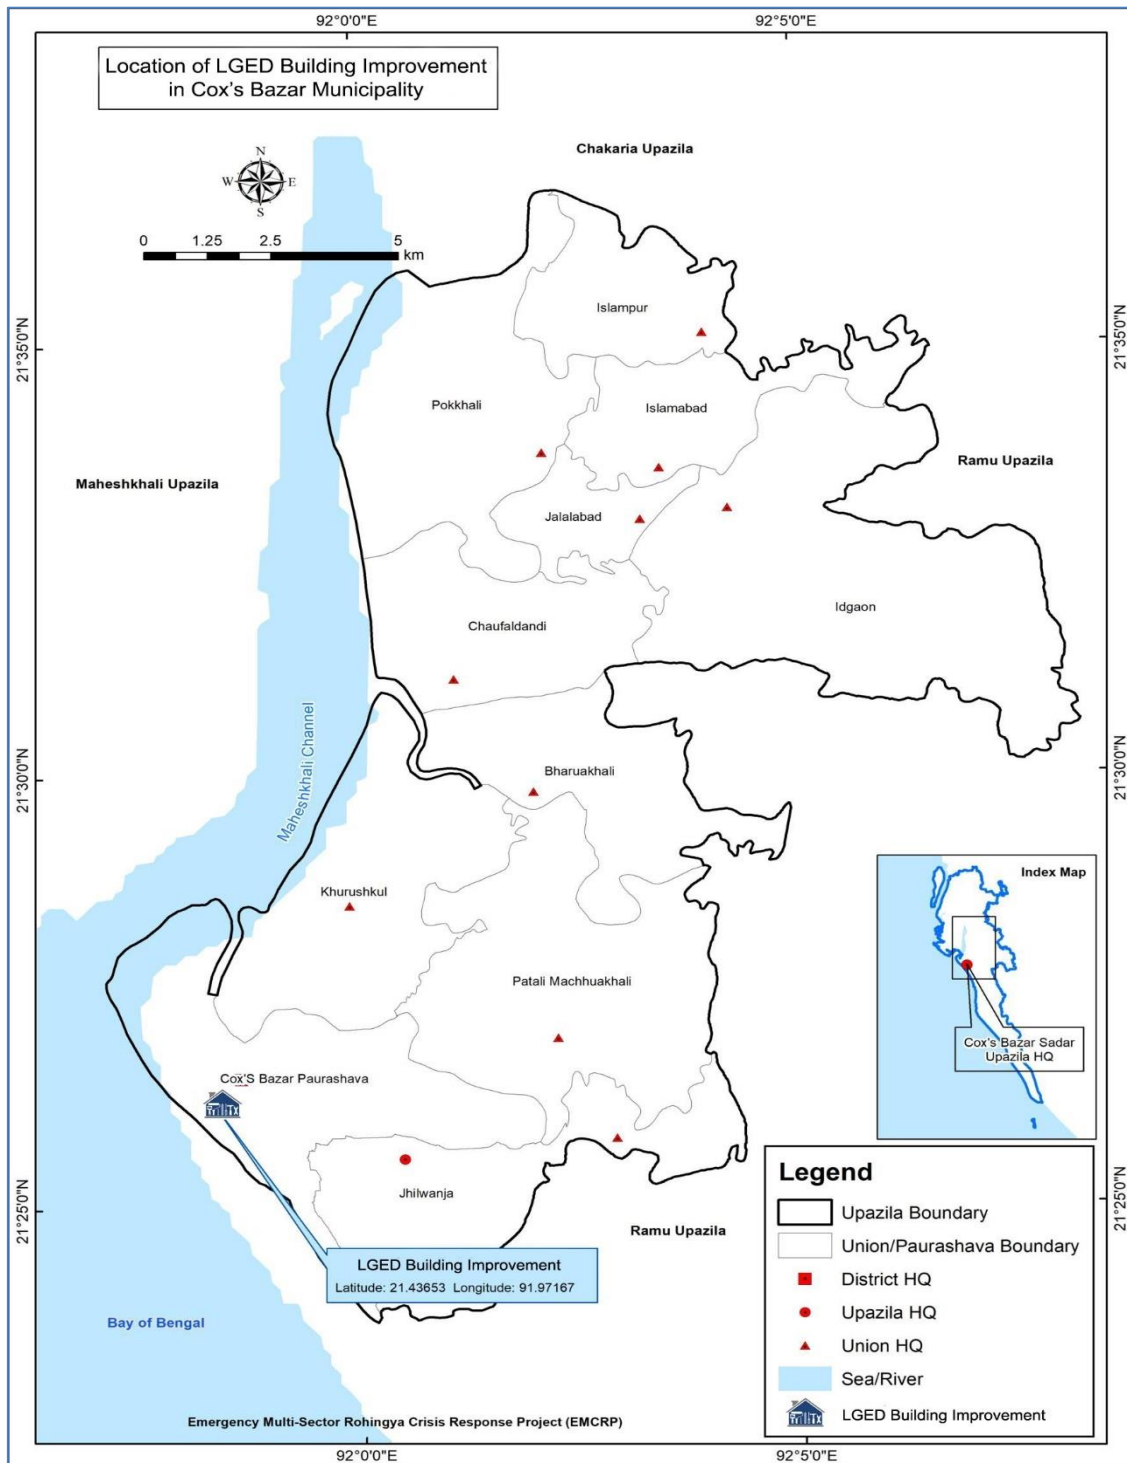 92°0'0"E
92°5'0"E
Location of LGED Building Improvement
in Cox's Bazar Municipality
Chakaria Upazila
N
W
E
S
0 1.25 2.5 5
km
Islampur
21°35'0"N
21°35'0"N
Pokkhali
Islamabad
Ramu Upazila
Maheshkhali Upazila
Jalalabad
Idgaon
Chaufaldandi
Maheshkhali Channel
21°30'0"N
21°30'0"N
Bharuakhali
Khurushkul
Index Map
Patali Machhuakhali
Cox's Bazar Sadar
Upazila HQ
Cox'S Bazar Paurashava
Jhilwanja
21°25'0"N
21°25'0"N
Ramu Upazila
LGED Building Improvement
Latitude: 21.43653 Longitude: 91.97167
Bay of Bengal
Legend
Upazila Boundary
Union/Paurashava Boundary
District HQ
Upazila HQ
Union HQ
Sea/River
LGED Building Improvement
Emergency Multi-Sector Rohingya Crisis Response Project (EMCRP)
92°0'0"E
92°5'0"E